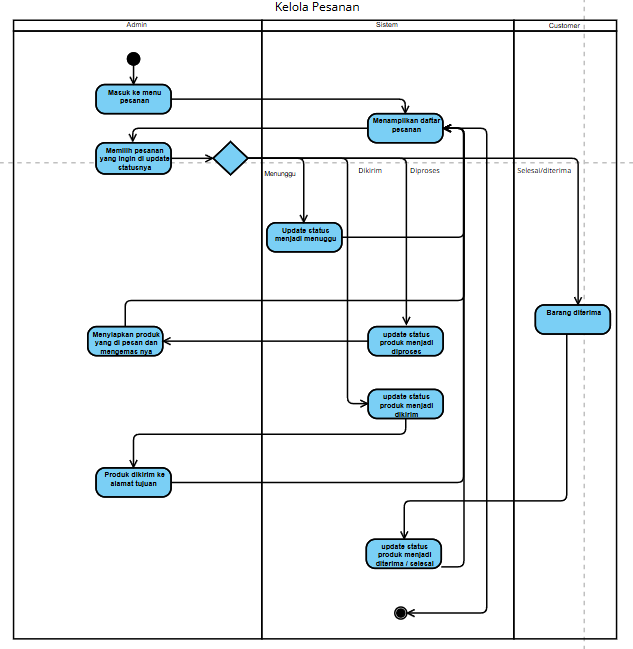 Kelola Pesanan
Admin
Sistem
Customer
Masuk ke menu
pesanan
Menampilkan daftar
pesanan
Memilih pesanan
yang ingin di update
statusnya
Menunggu
Dikirim
Diproses
Selesai/diterima
Update status
menjadi menuggu
Barang diterima
Menyiapkan produk
yang di pesan dan
mengemas nya
update status
produk menjadi
diproses
update status
produk menjadi
dikirim
Produk dikirim ke
alamat tujuan
update status
produk menjadi
diterima / selesai